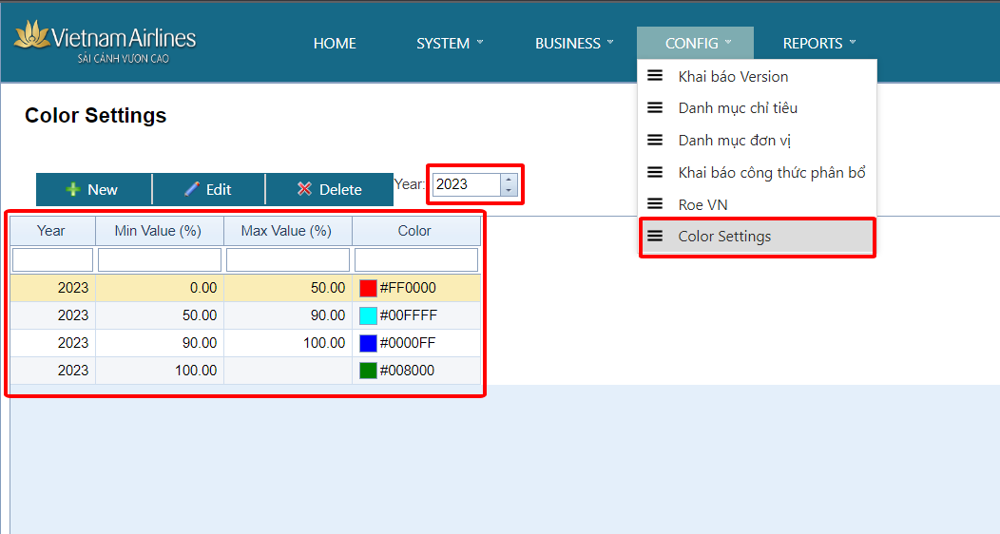 Vietnam Airlines
SẢI CÁNH VƯƠN CAO
HOME SYSTEM BUSINESS CONFIG REPORTS
Khai báo Version
Danh mục chỉ tiêu
Danh mục đơn vị
Khai báo công thức phân bổ
Roe VN
Color Settings
Color Settings
New Edit Delete Year: 2023
Year Min Value (%) Max Value (%) Color
2023 0.00 50.00 #FF0000
2023 50.00 90.00 #00FFFF
2023 90.00 100.00 #0000FF
2023 100.00 #008000